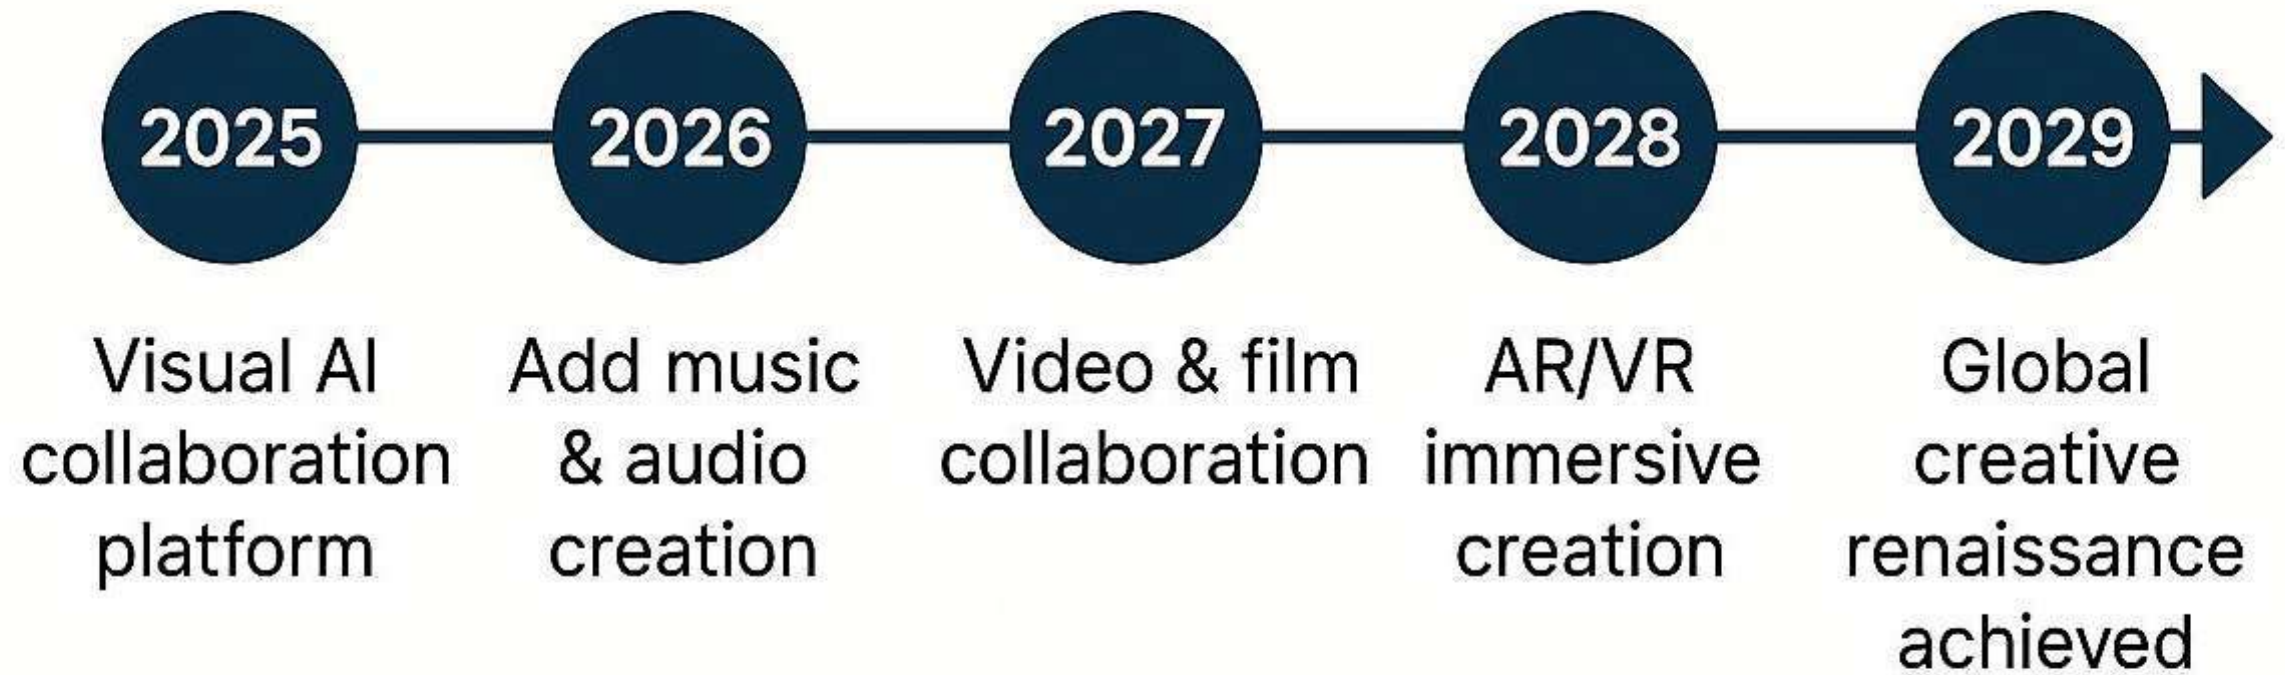 2025
2026
2027
2028
2029
Visual AI
collaboration
platform
Add music
& audio
creation
Video & film
collaboration
AR/VR
immersive
creation
Global
creative
renaissance
achieved